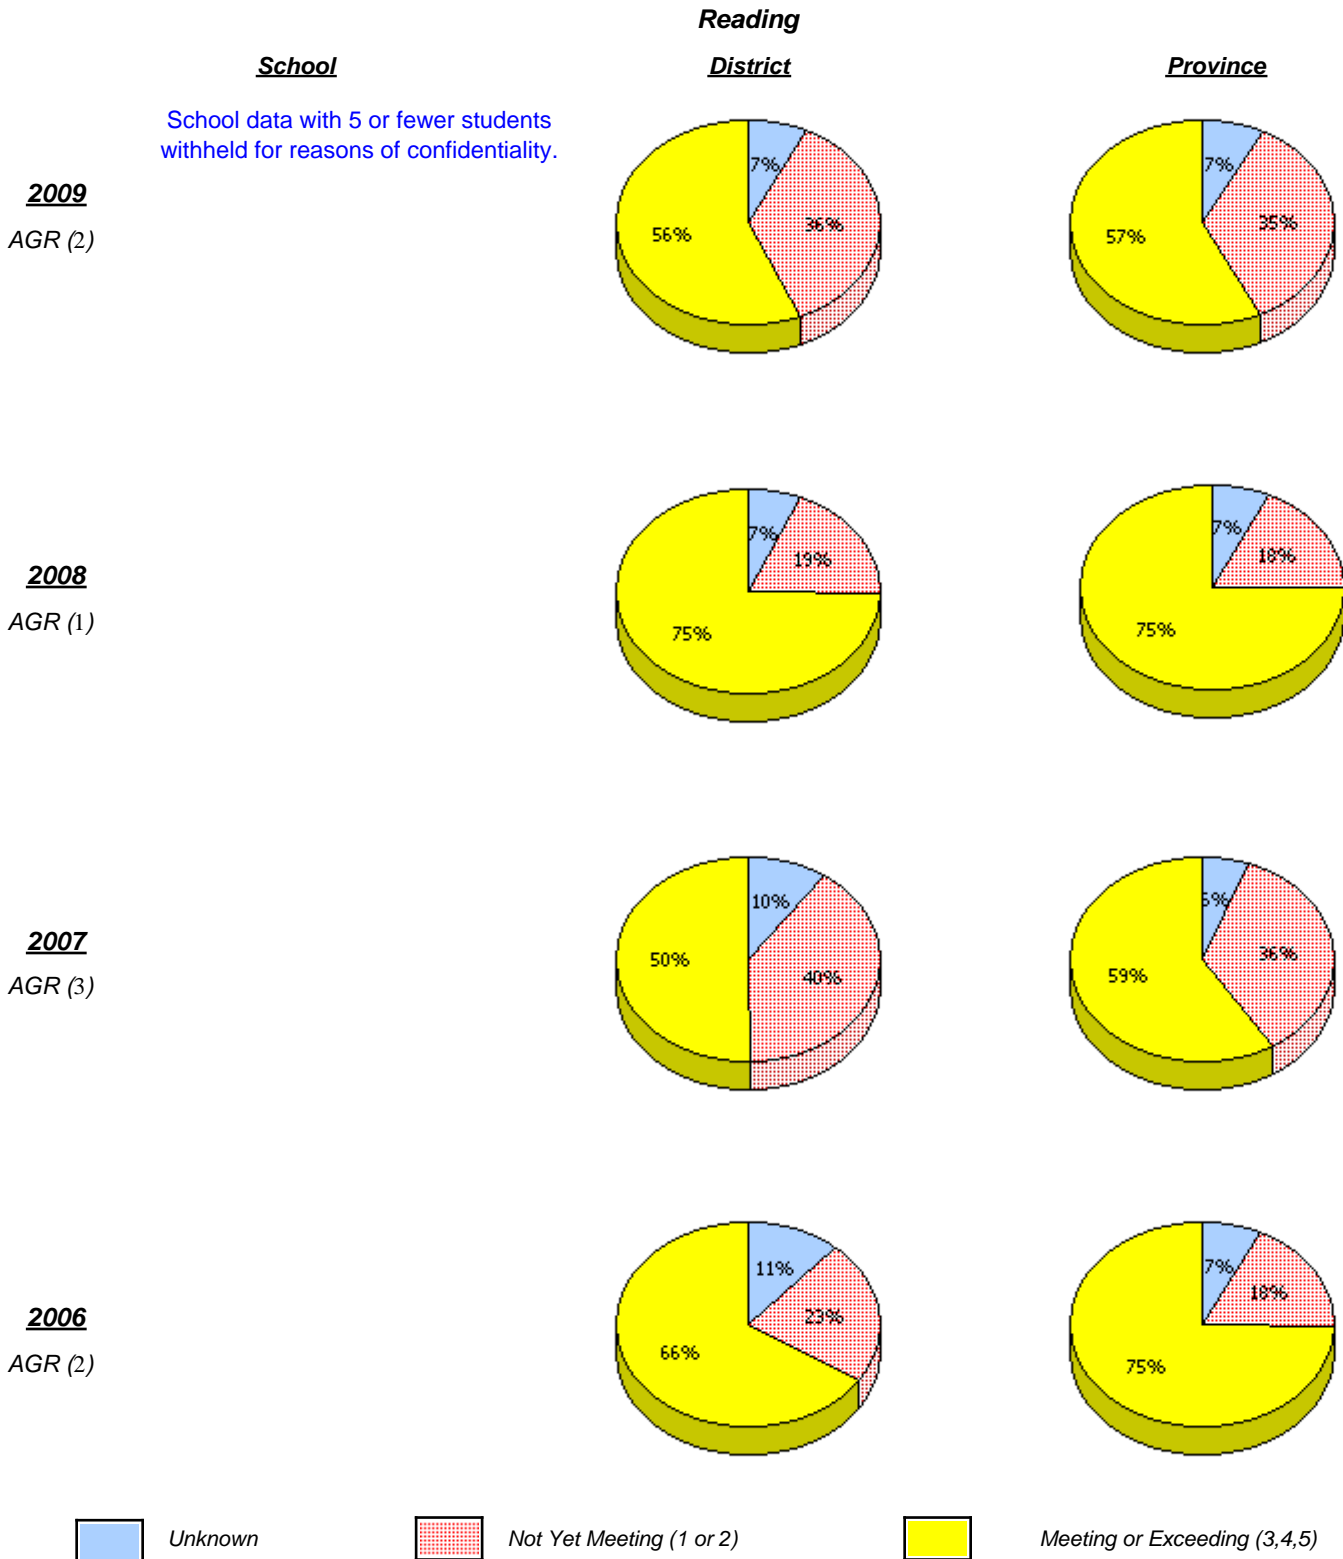 Reading
School District Province
School data with 5 or fewer students
withheld for reasons of confidentiality.
2009
AGR (2)
7% 36% 56%
7% 35% 57%
2008
AGR (1)
7% 19% 75%
7% 18% 75%
2007
AGR (3)
10% 40% 50%
5% 36% 59%
2006
AGR (2)
11% 23% 66%
7% 18% 75%
Unknown Not Yet Meeting (1 or 2) Meeting or Exceeding (3,4,5)